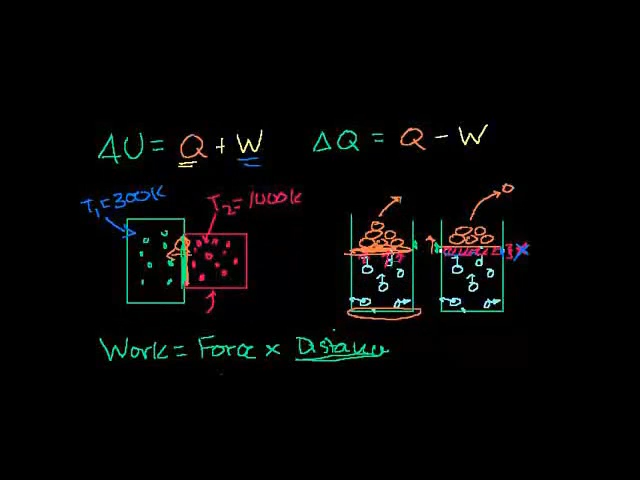 ΔU = Q + W
ΔQ = Q - W
T₁=300K
T₂=1000K
x
Work = Force x Distance